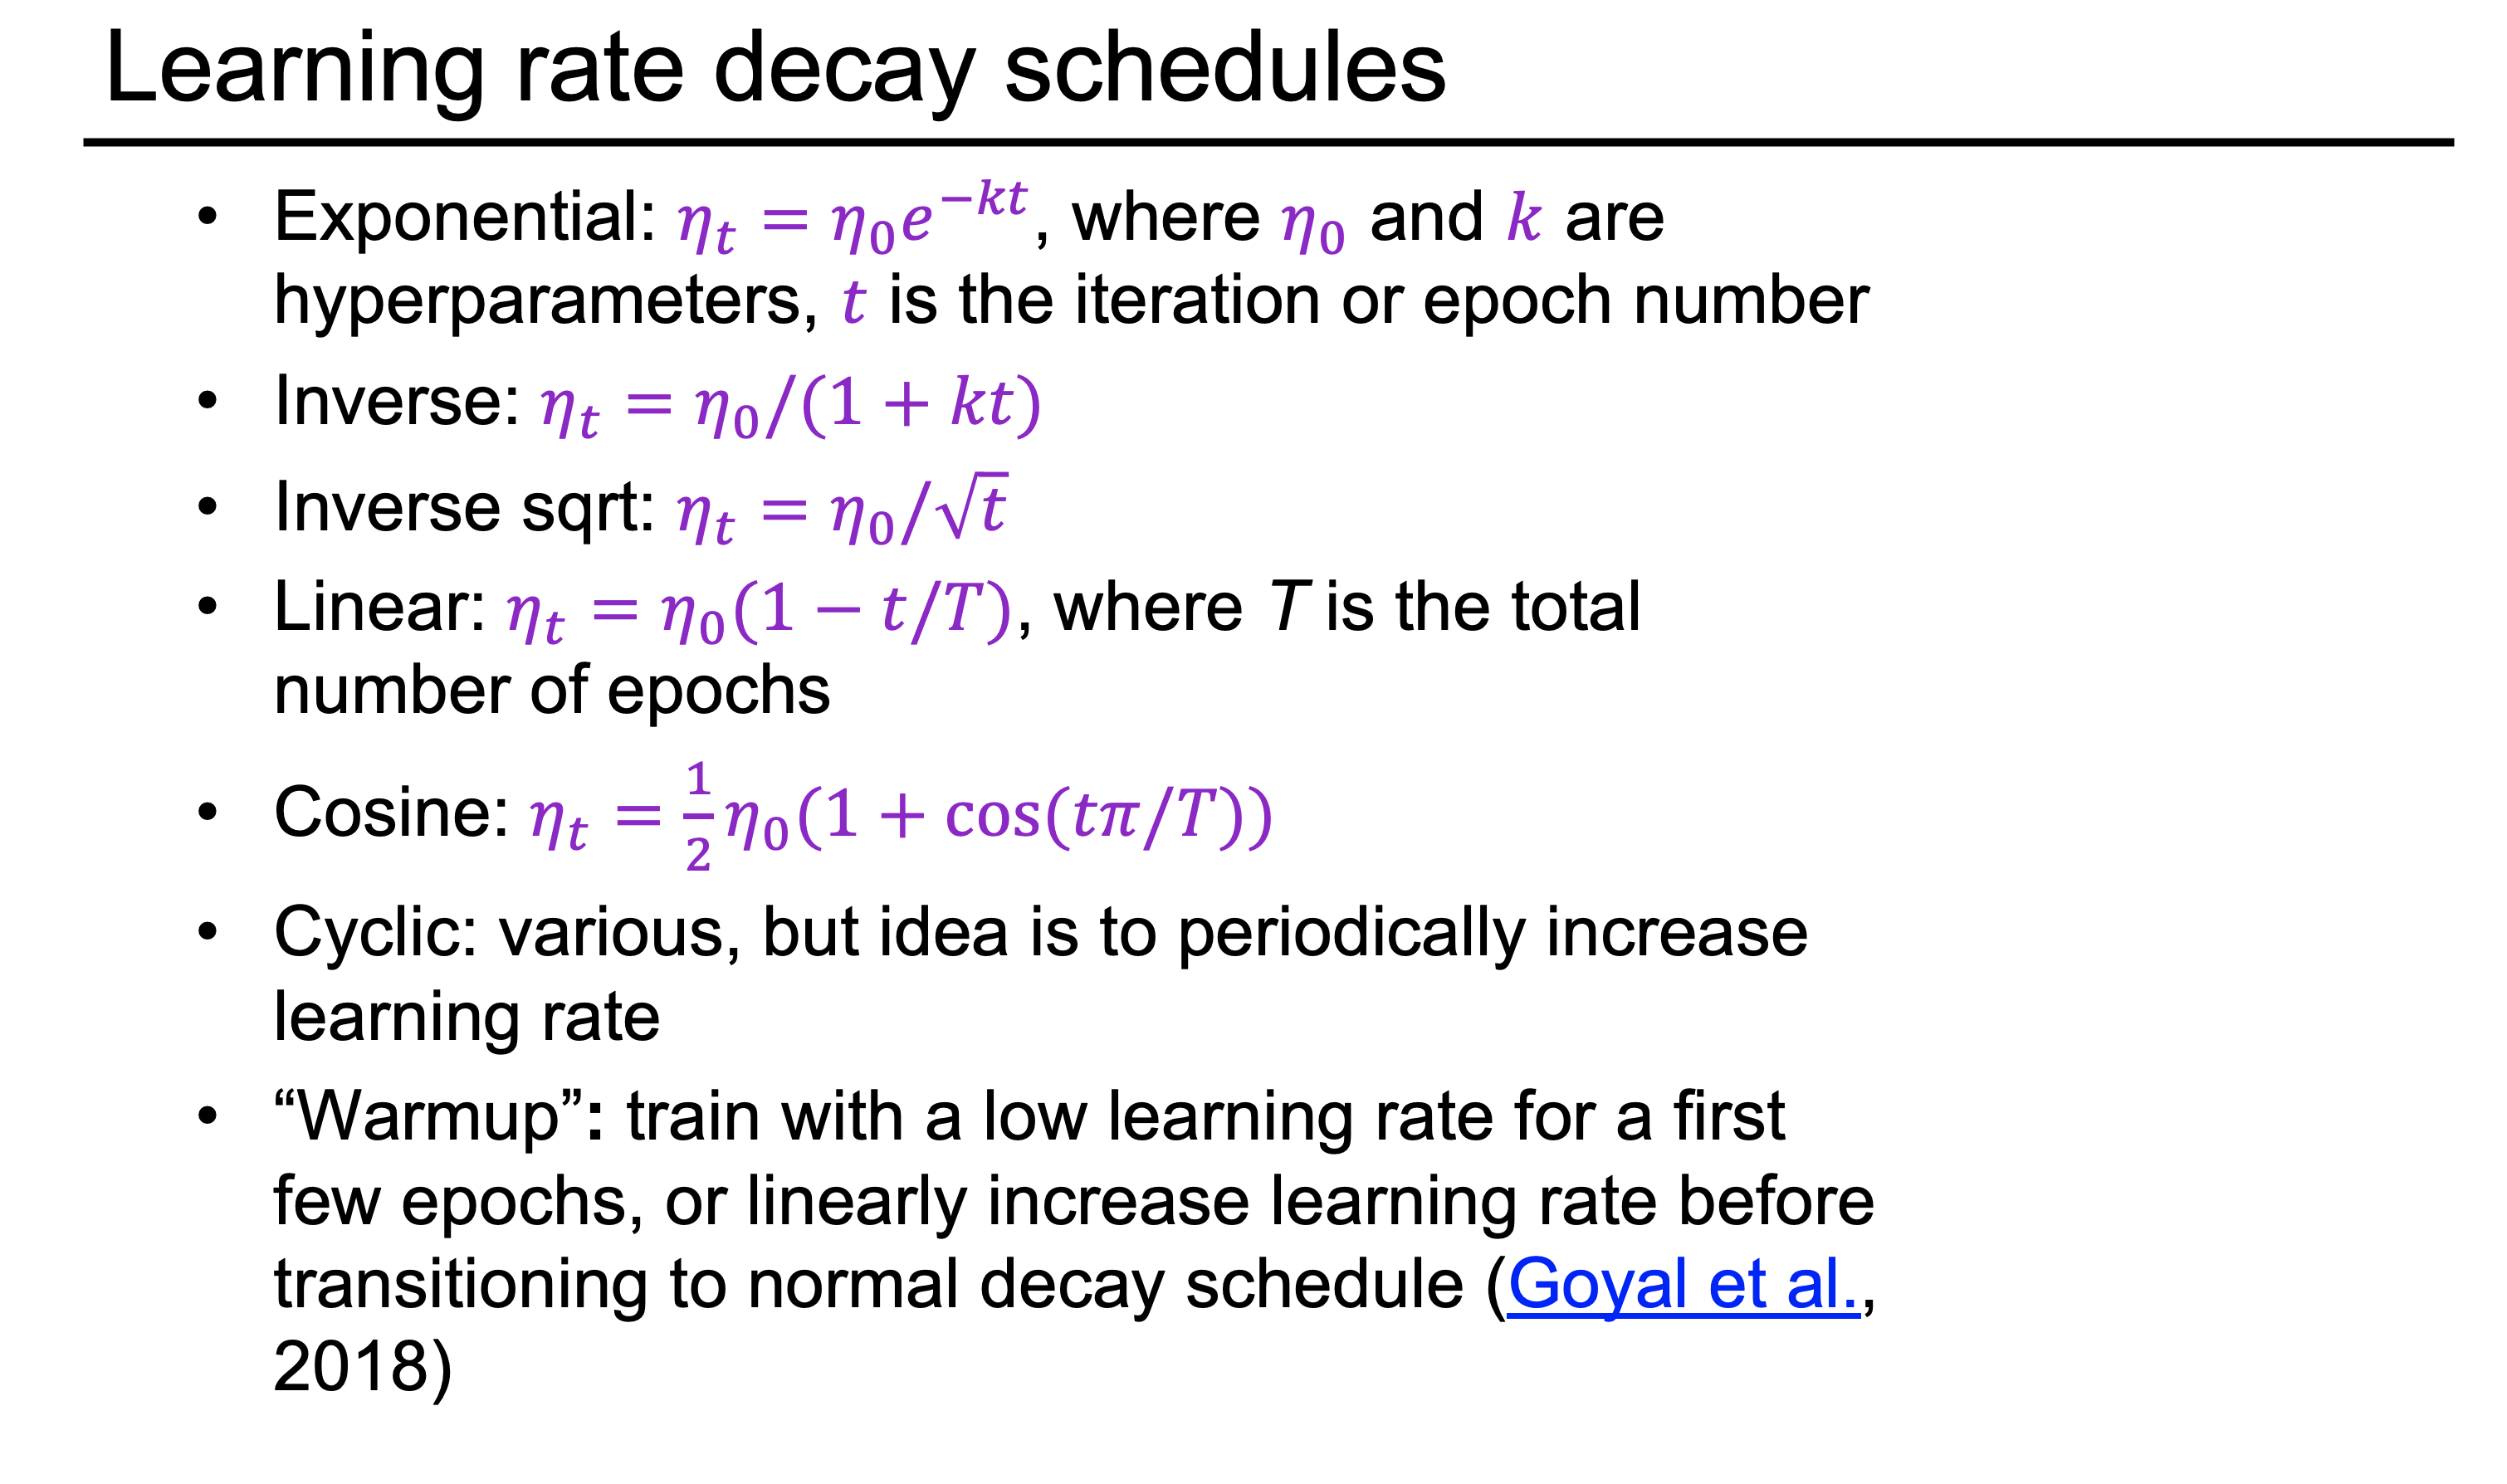 Learning rate decay schedules
• Exponential: $\eta_t = \eta_0 e^{-kt}$, where $\eta_0$ and $k$ are
hyperparameters, $t$ is the iteration or epoch number
• Inverse: $\eta_t = \eta_0/(1 + kt)$
• Inverse sqrt: $\eta_t = \eta_0/\sqrt{t}$
• Linear: $\eta_t = \eta_0(1 - t/T)$, where T is the total
number of epochs
• Cosine: $\eta_t = \frac{1}{2}\eta_0(1 + \cos(t\pi/T))$
• Cyclic: various, but idea is to periodically increase
learning rate
• “Warmup”: train with a low learning rate for a first
few epochs, or linearly increase learning rate before
transitioning to normal decay schedule (Goyal et al.,
2018)